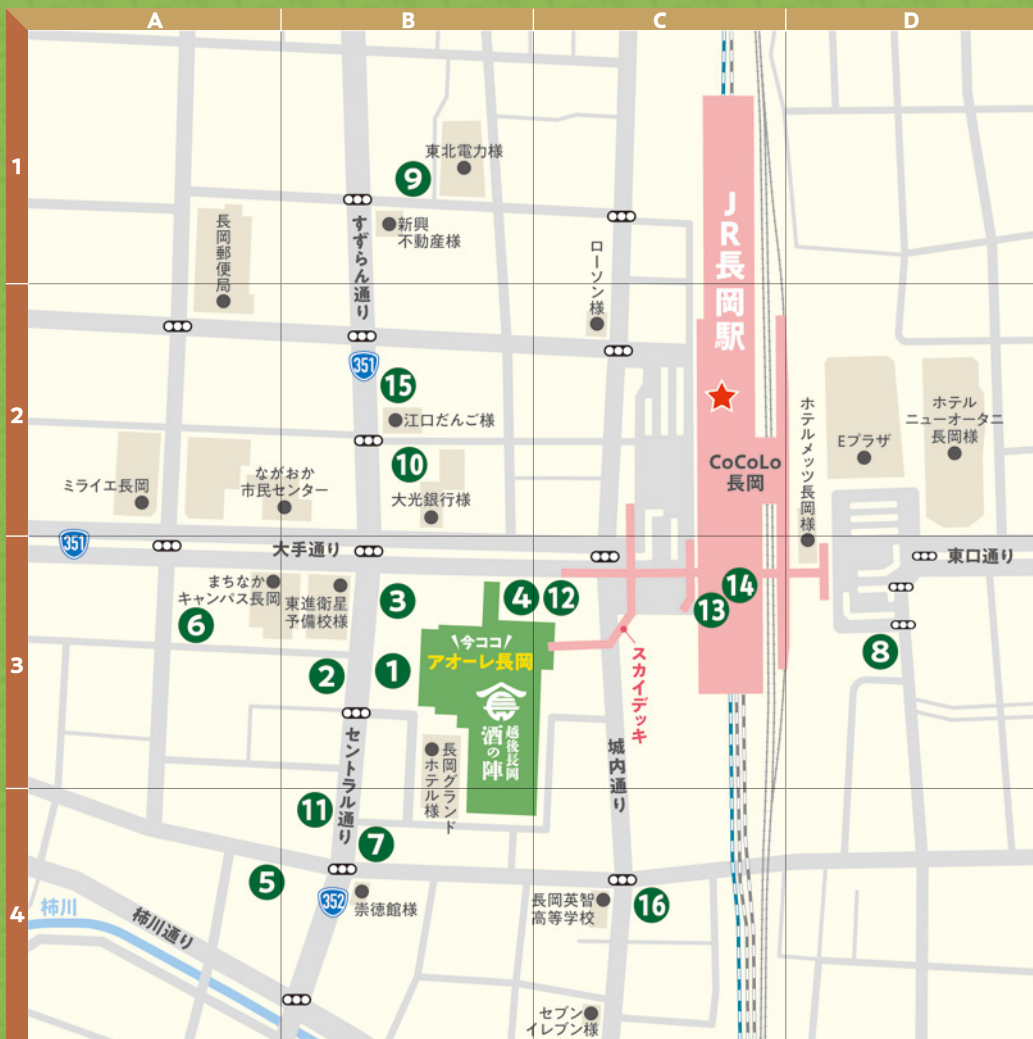 A
B
C
D
1
2
3
4
東北電力様
9
新興
不動産様
すずらん通り
長岡郵便局
ローソン様
JR長岡駅
351
15
江口だんご様
10
大光銀行様
ミライエ長岡
ながおか
市民センター
CoCoLo
長岡
ホテルメッツ長岡様
Eプラザ
ホテル
ニューオータニ
長岡様
351
大手通り
東口通り
まちなか
キャンパス長岡
6
東進衛星
予備校様
3
4
12
13
14
8
2
1
\今ココ/
アオーレ長岡
越後長岡
酒の陣
スカイデッキ
長岡グランド
ホテル様
セントラル通り
城内通り
11
7
5
352
崇徳館様
長岡英智
高等学校
16
柿川
柿川通り
セブン
イレブン様